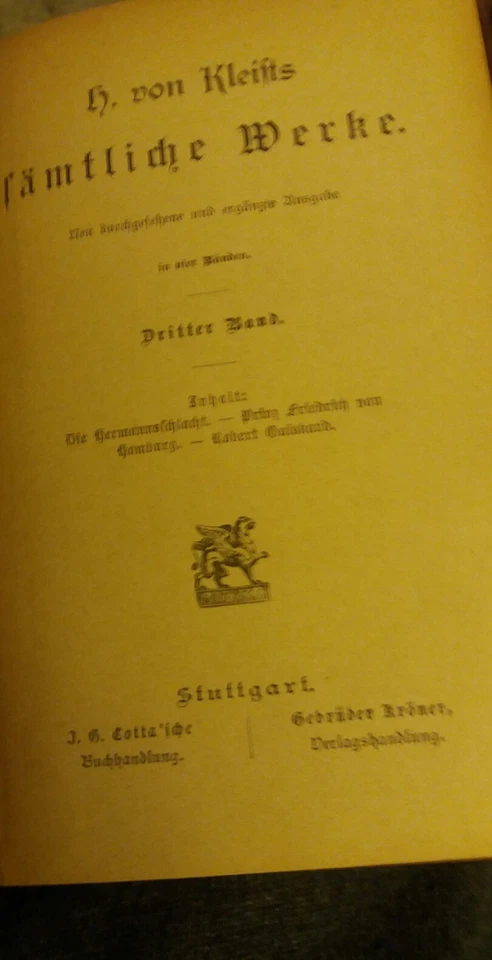 H. von Kleists
sämtliche Werke.
Neu durchgesehene und ergänzte Ausgabe
in vier Bänden.
Dritter Band.
Inhalt:
Die Hermannsschlacht. — Prinz Friedrich von
Homburg. — Robert Guiskard.
Stuttgart.
J. G. Cotta'sche
Buchhandlung.
Gebrüder Kröner,
Verlagshandlung.